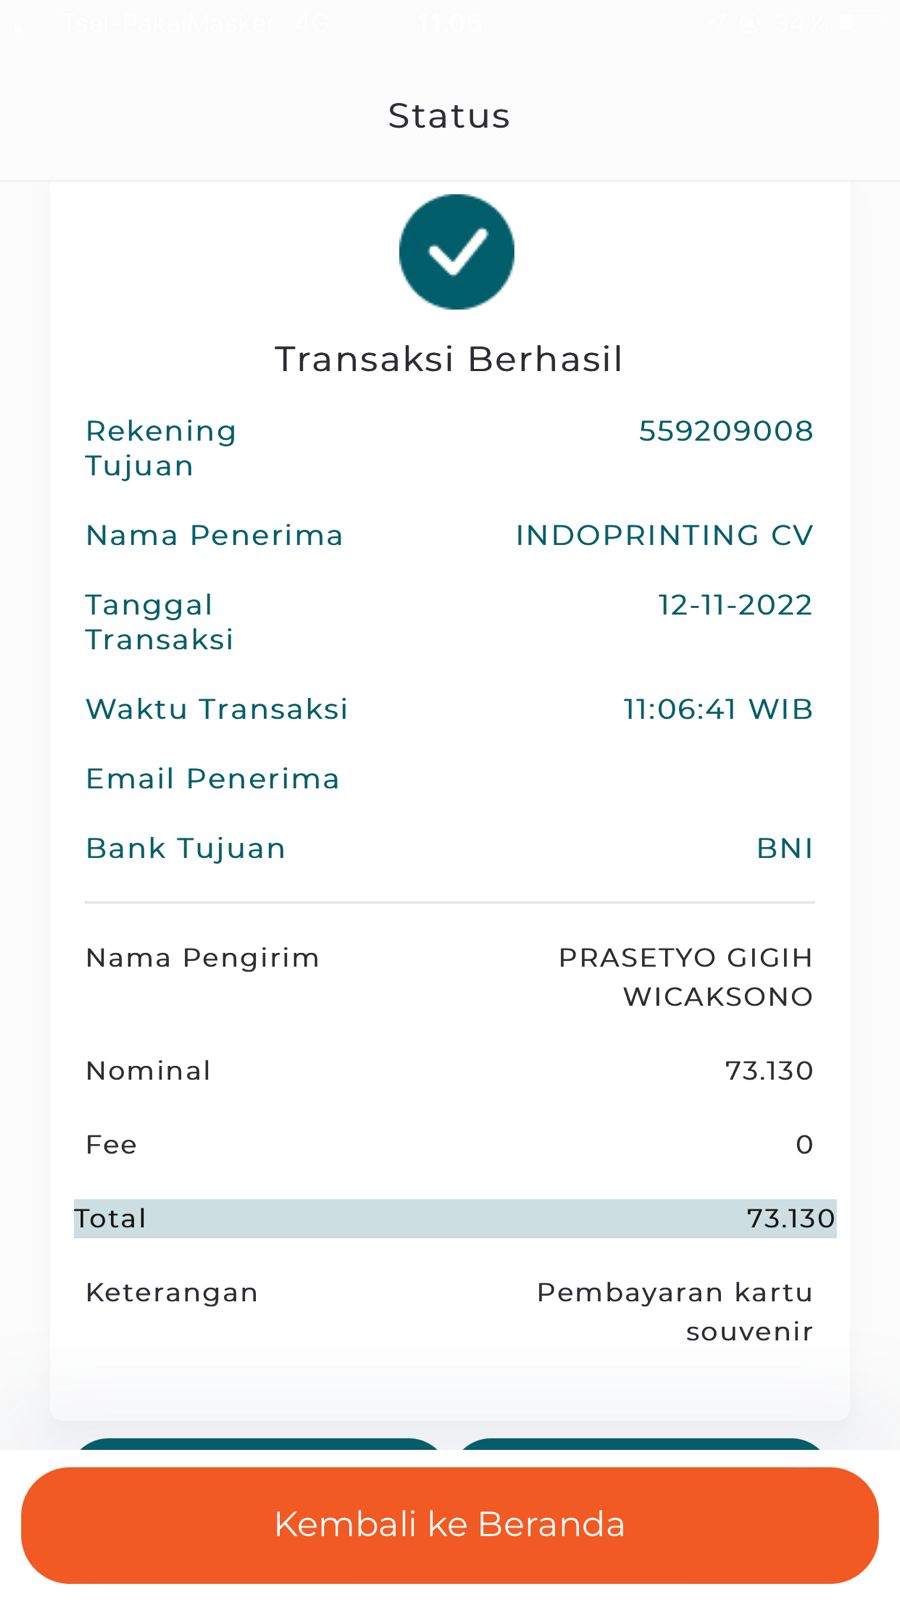 Tsel-PakaiMasker 4G 11.06 34%
Status
Transaksi Berhasil
Rekening Tujuan 559209008
Nama Penerima INDOPRINTING CV
Tanggal Transaksi 12-11-2022
Waktu Transaksi 11:06:41 WIB
Email Penerima
Bank Tujuan BNI
Nama Pengirim PRASETYO GIGIH WICAKSONO
Nominal 73.130
Fee 0
Total 73.130
Keterangan Pembayaran kartu souvenir
Kembali ke Beranda